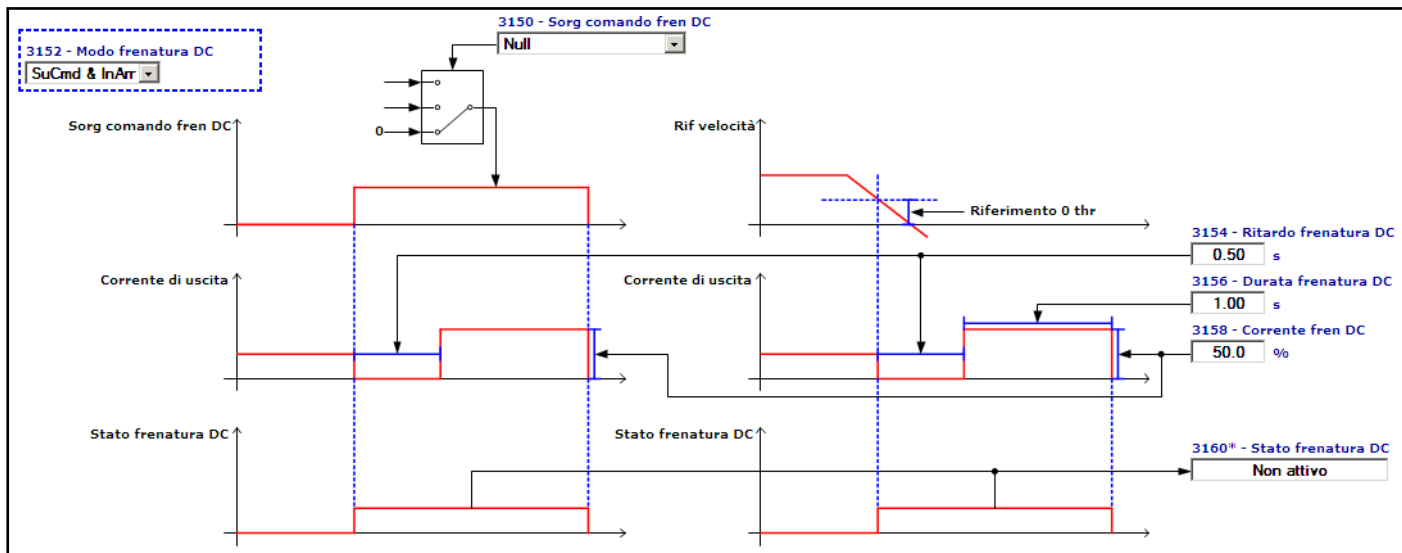 3150 - Sorg comando fren DC
Null
3152 - Modo frenatura DC
SuCmd & InArr
Sorg comando fren DC
0
Rif velocità
Riferimento 0 thr
3154 - Ritardo frenatura DC
0.50 s
Corrente di uscita
Corrente di uscita
3156 - Durata frenatura DC
1.00 s
3158 - Corrente fren DC
50.0 %
Stato frenatura DC
Stato frenatura DC
3160* - Stato frenatura DC
Non attivo